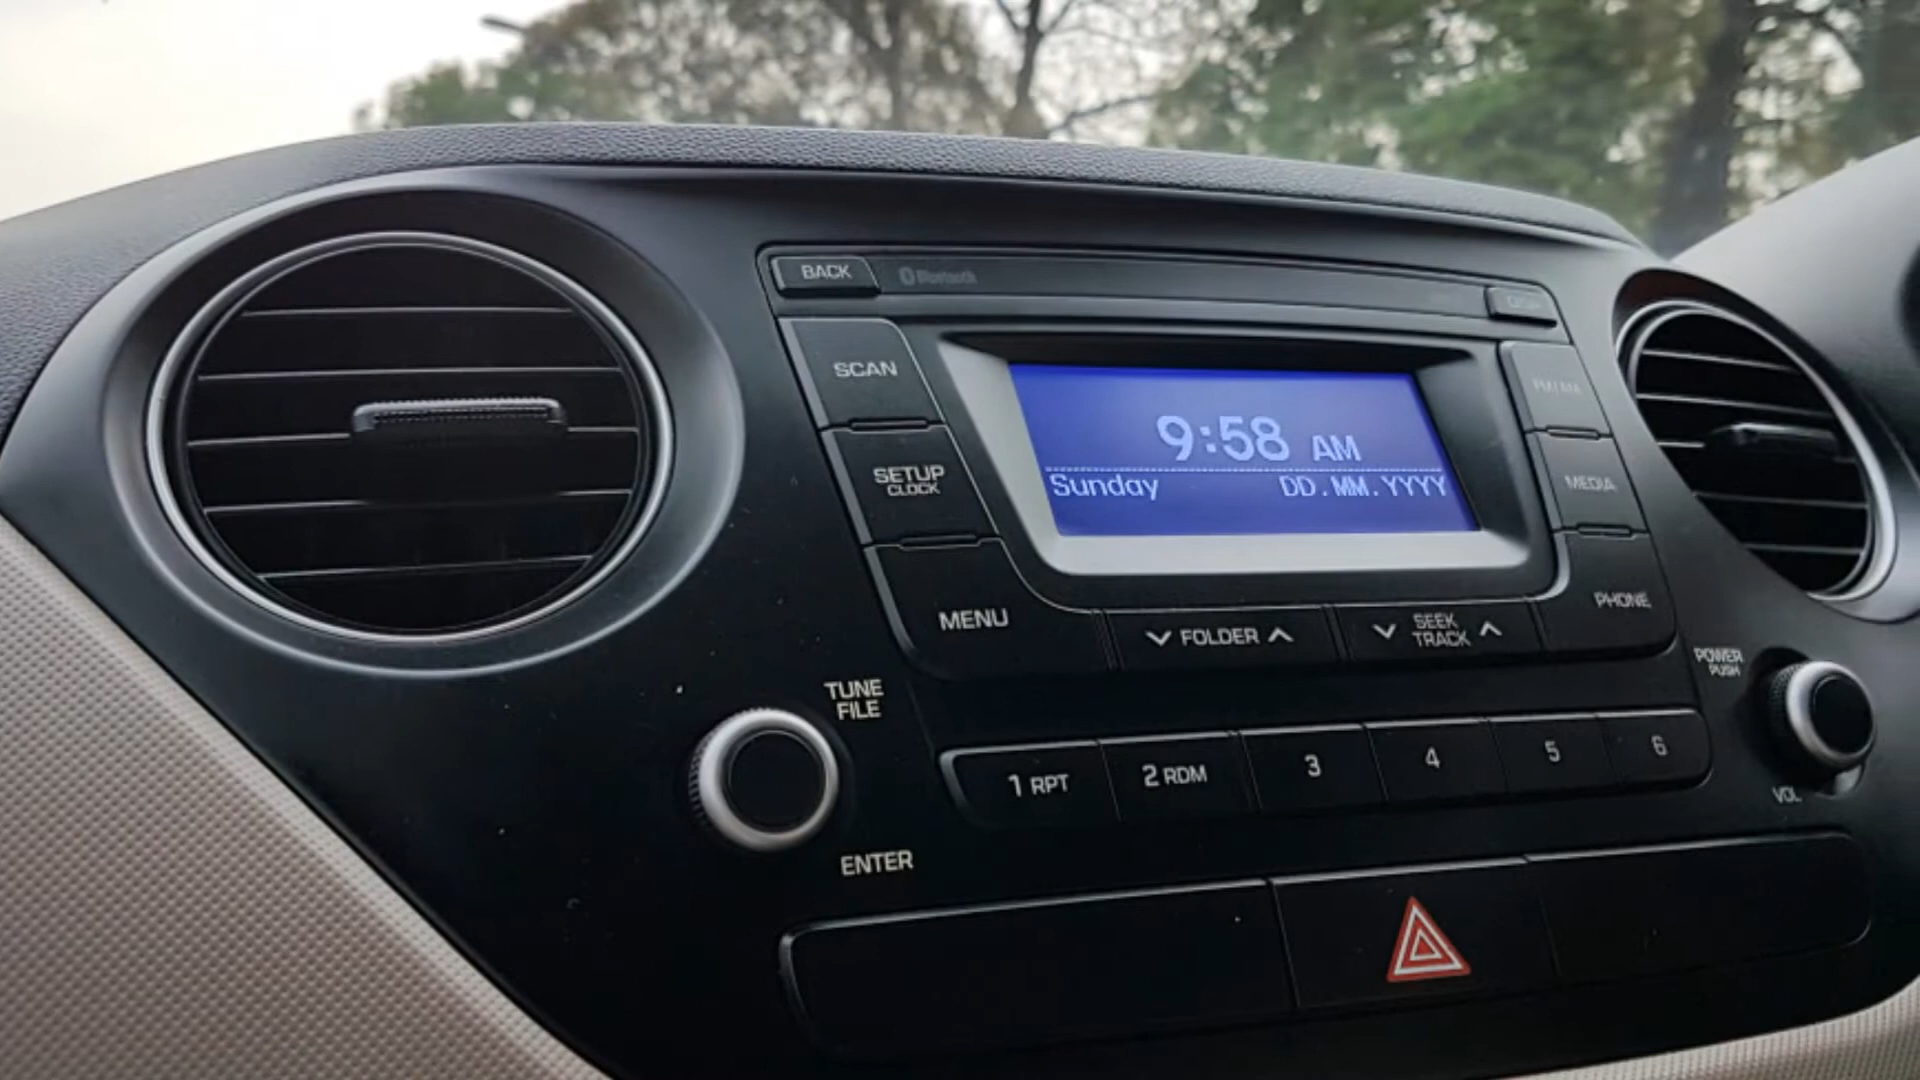 BACK
Bluetooth
SCAN
9:58 AM
Sunday DD.MM.YYYY
SETUP
CLOCK
MEDIA
MENU
FOLDER
SEEK
TRACK
PHONE
POWER
PUSH
TUNE
FILE
1 RPT
2 RDM
3
4
5
6
VOL
ENTER